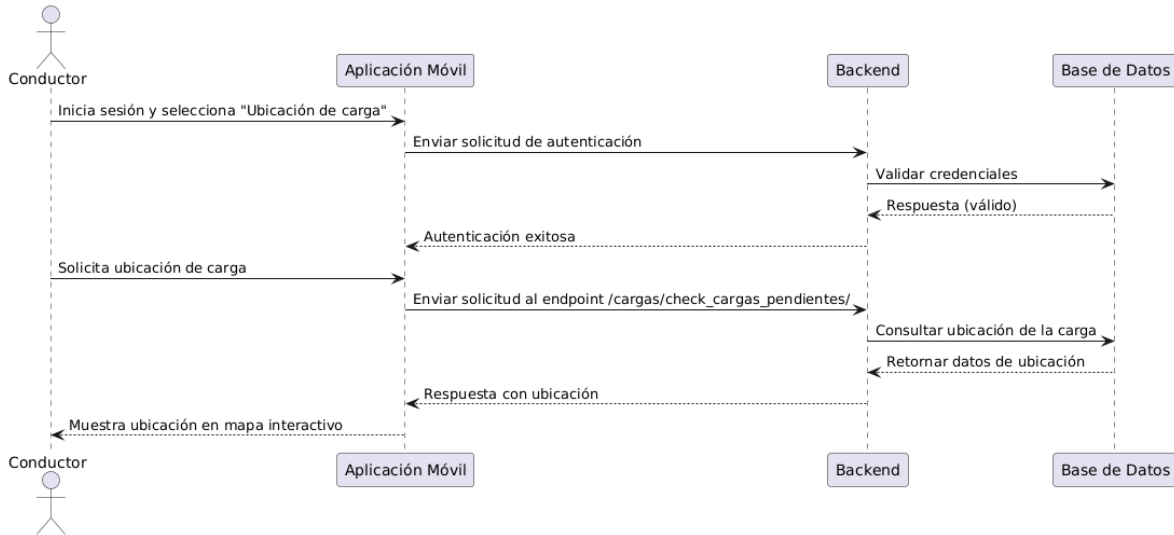 Conductor
Aplicación Móvil
Backend
Base de Datos
Inicia sesión y selecciona "Ubicación de carga"
Enviar solicitud de autenticación
Validar credenciales
Respuesta (válido)
Autenticación exitosa
Solicita ubicación de carga
Enviar solicitud al endpoint /cargas/check_cargas_pendientes/
Consultar ubicación de la carga
Retornar datos de ubicación
Respuesta con ubicación
Muestra ubicación en mapa interactivo
Conductor
Aplicación Móvil
Backend
Base de Datos